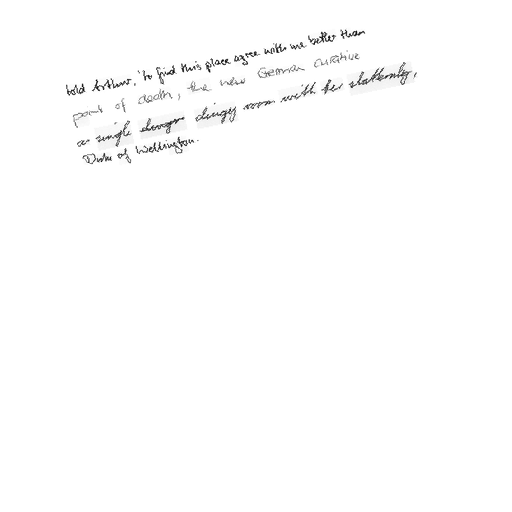 told Arthur, 'to find this place agree with me better than
point of death, the new German curative
a single dingy room with her slatternly,
Duke of Wellington.